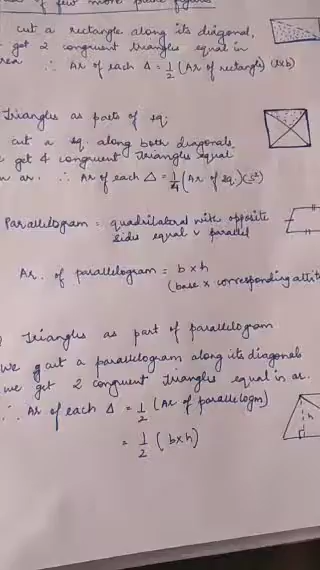 of few more plane figures
cut a rectangle along its diagonal,
get 2 congruent triangles equal in
area ∴ Ar of each Δ = 1/2 (Ar of rectangle) (l×b)
Triangles as parts of sq.
cut a sq. along both diagonals
get 4 congruent triangles equal
in ar. ∴ Ar of each Δ = 1/4 (Ar of sq.)
Parallelogram = quadrilateral with opposite
sides equal & parallel
Ar. of parallelogram = b×h
(base × corresponding altit
Triangles as part of parallelogram
we cut a parallelogram along its diagonals
we get 2 congruent triangles equal in ar.
∴ Ar of each Δ = 1/2 (Ar of parallelogm)
= 1/2 (b×h)
h